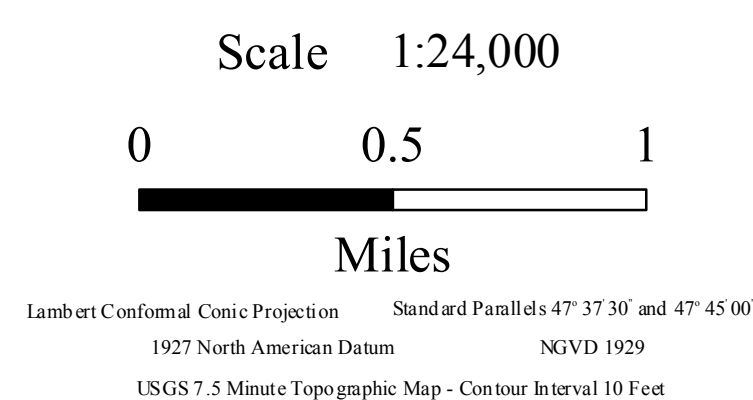 Scale 1:24,000
0 0.5 1
Miles
Lambert Conformal Conic Projection Standard Parallels 47° 37' 30" and 47° 45' 00"
1927 North American Datum NGVD 1929
USGS 7.5 Minute Topographic Map - Contour Interval 10 Feet